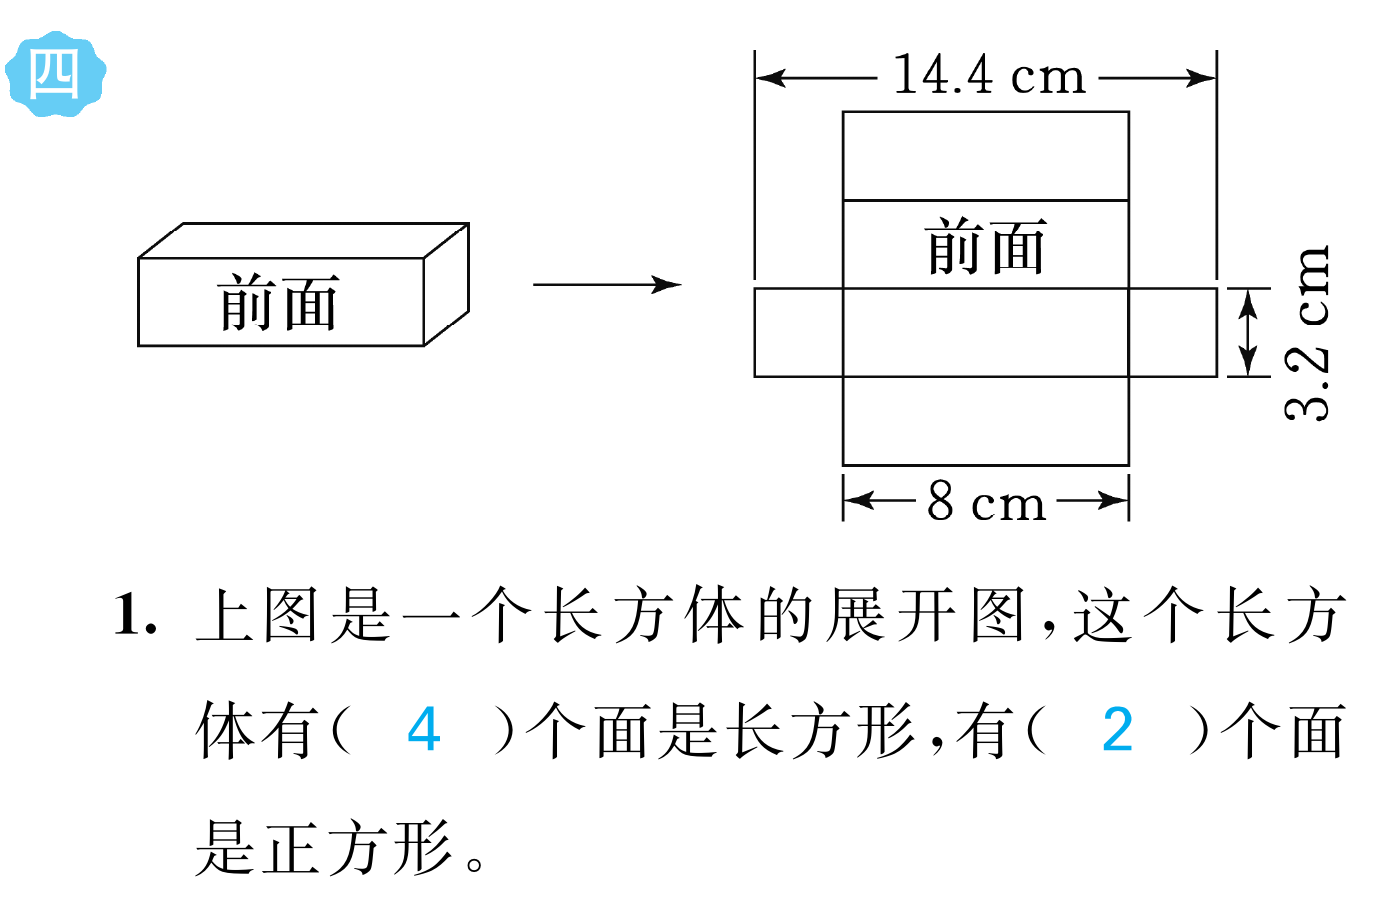 四
14.4 cm
前面
前面
3.2 cm
8 cm
1. 上图是一个长方体的展开图,这个长方
体有( 4 )个面是长方形,有( 2 )个面
是正方形。